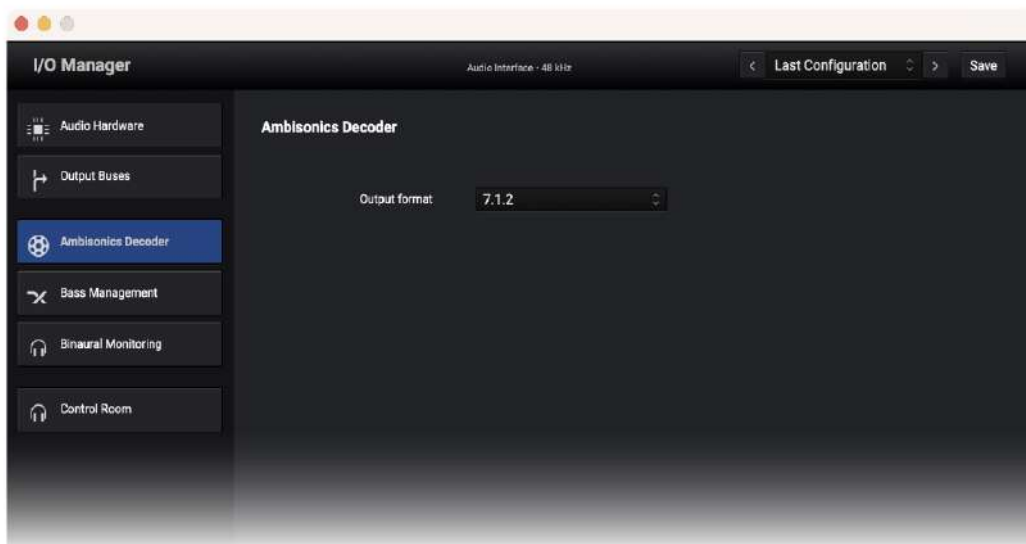 I/O Manager
Audio Interface - 48 kHz
< Last Configuration >
Save
Audio Hardware
Output Buses
Ambisonics Decoder
Bass Management
Binaural Monitoring
Control Room
Ambisonics Decoder
Output format
7.1.2